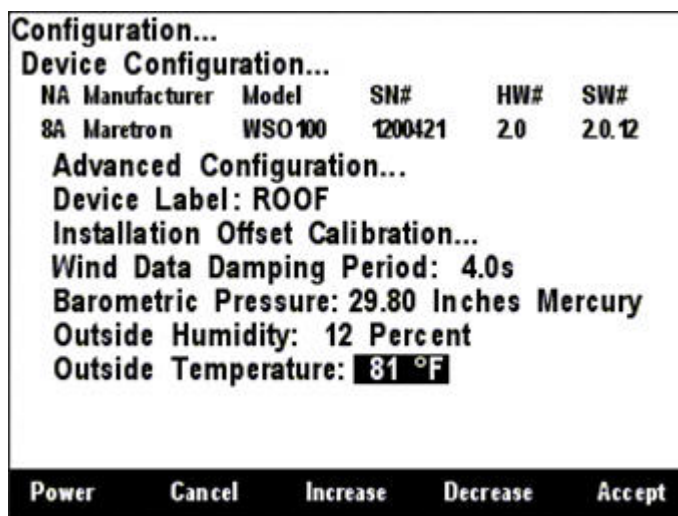 Configuration...
Device Configuration...
NA Manufacturer Model SN# HW# SW#
8A Maretron WSO100 1200421 2.0 2.0.12
Advanced Configuration...
Device Label: ROOF
Installation Offset Calibration...
Wind Data Damping Period: 4.0s
Barometric Pressure: 29.80 Inches Mercury
Outside Humidity: 12 Percent
Outside Temperature: 81 °F
Power Cancel Increase Decrease Accept